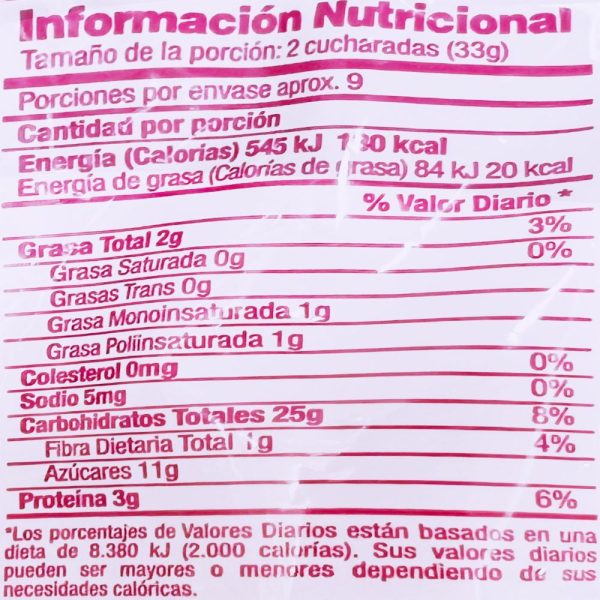 Información Nutricional
Tamaño de la porción: 2 cucharadas (33g)
Porciones por envase aprox. 9
Cantidad por porción
Energía (Calorías) 545 kJ 130 kcal
Energía de grasa (Calorías de grasa) 84 kJ 20 kcal
% Valor Diario *
Grasa Total 2g 3%
Grasa Saturada 0g 0%
Grasas Trans 0g
Grasa Monoinsaturada 1g
Grasa Poliinsaturada 1g
Colesterol 0mg 0%
Sodio 5mg 0%
Carbohidratos Totales 25g 8%
Fibra Dietaria Total 1g 4%
Azúcares 11g
Proteína 3g 6%
*Los porcentajes de Valores Diarios están basados en una
dieta de 8.380 kJ (2.000 calorías). Sus valores diarios
pueden ser mayores o menores dependiendo de sus
necesidades calóricas.